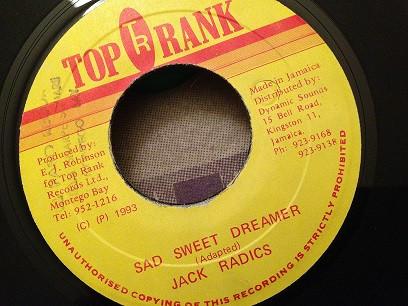 TOP R RANK
Produced by:
E. J. Robinson
for Top Rank
Records Ltd.,
Montego Bay
Tel: 952-1216
(C) (P) 1993
Made in Jamaica
Distributed by:
Dynamic Sounds
15 Bell Road,
Kingston 11,
Jamaica.
Ph: 923-9168
923-9138
SAD SWEET DREAMER
(Adapted)
JACK RADICS
UNAUTHORISED COPYING OF THIS RECORDING IS STRICTLY PROHIBITED